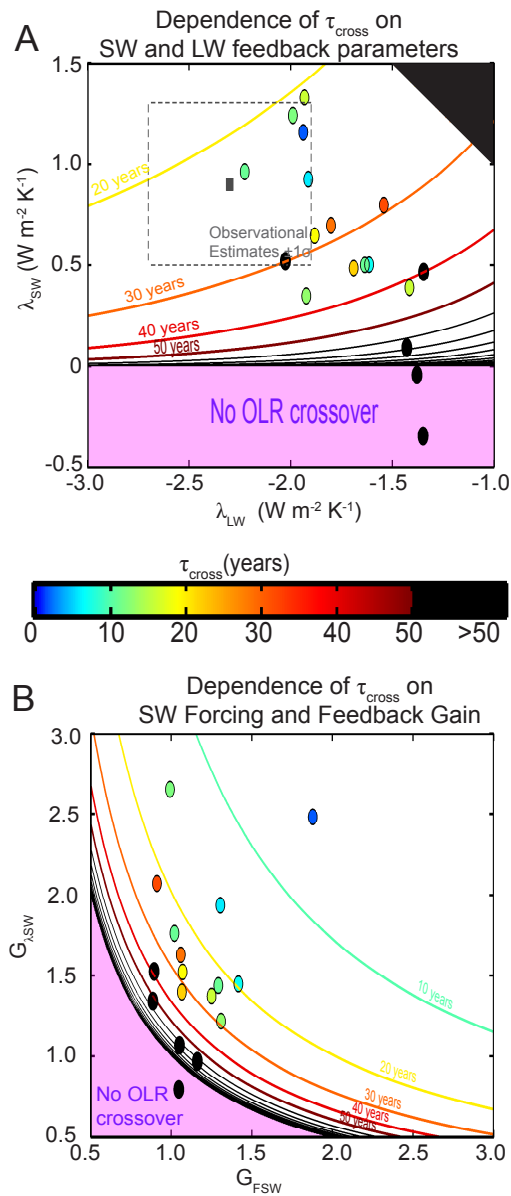 A
Dependence of τcross on
SW and LW feedback parameters
1.5
1.0
0.5
0
-0.5
λSW (W m-2 K-1)
20 years
30 years
40 years
50 years
Observational
Estimates ±1σ
No OLR crossover
-3.0 -2.5 -2.0 -1.5 -1.0
λLW (W m-2 K-1)
τcross(years)
0 10 20 30 40 50 >50
B
Dependence of τcross on
SW Forcing and Feedback Gain
3.0
2.5
2.0
1.5
1.0
0.5
GλSW
10 years
20 years
30 years
40 years
50 years
No OLR
crossover
0.5 1.0 1.5 2.0 2.5 3.0
GFSW